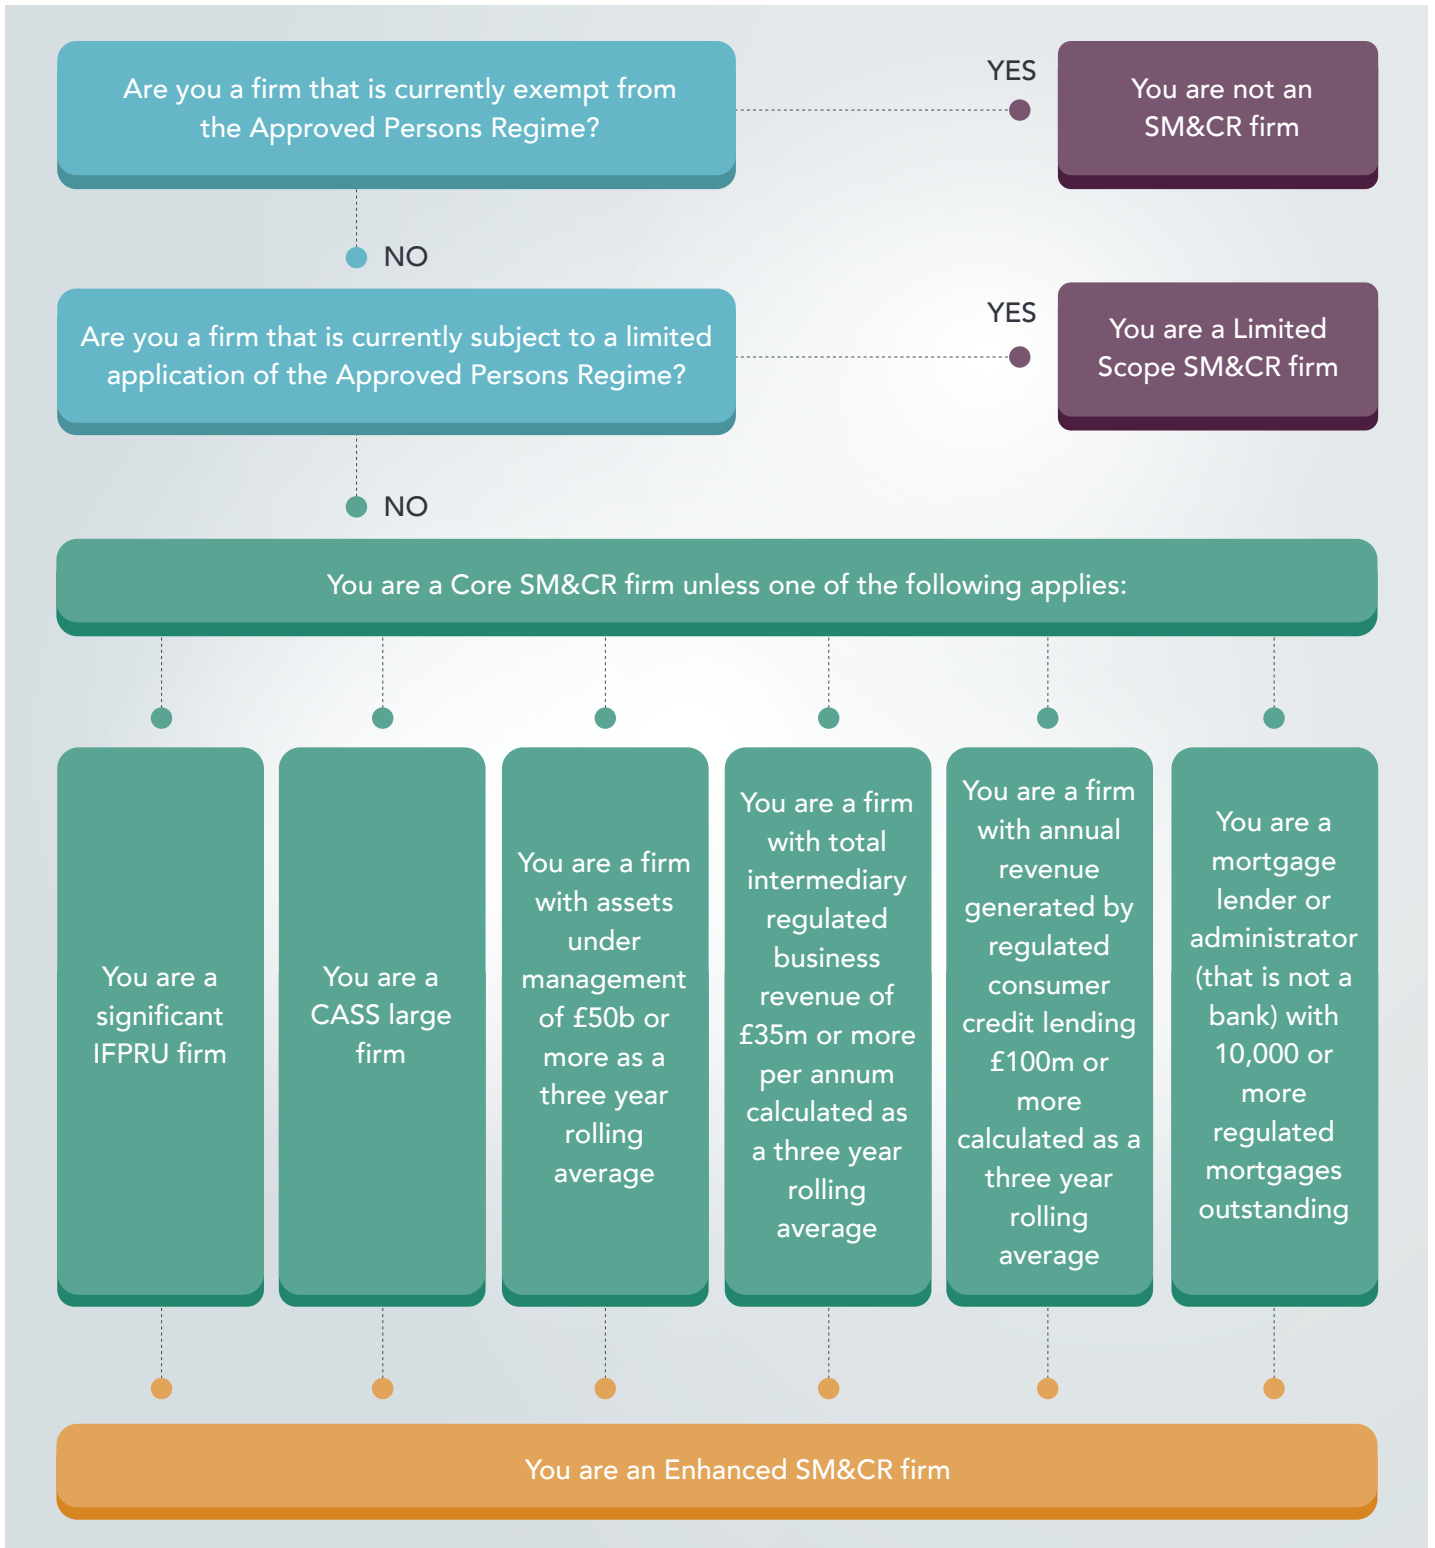 Are you a firm that is currently exempt from
the Approved Persons Regime?
YES
You are not an
SM&CR firm
NO
Are you a firm that is currently subject to a limited
application of the Approved Persons Regime?
YES
You are a Limited
Scope SM&CR firm
NO
You are a Core SM&CR firm unless one of the following applies:
You are a
significant
IFPRU firm
You are a
CASS large
firm
You are a firm
with assets
under
management
of £50b or
more as a
three year
rolling
average
You are a firm
with total
intermediary
regulated
business
revenue of
£35m or more
per annum
calculated as
a three year
rolling
average
You are a firm
with annual
revenue
generated by
regulated
consumer
credit lending
£100m or
more
calculated as a
three year
rolling
average
You are a
mortgage
lender or
administrator
(that is not a
bank) with
10,000 or
more
regulated
mortgages
outstanding
You are an Enhanced SM&CR firm